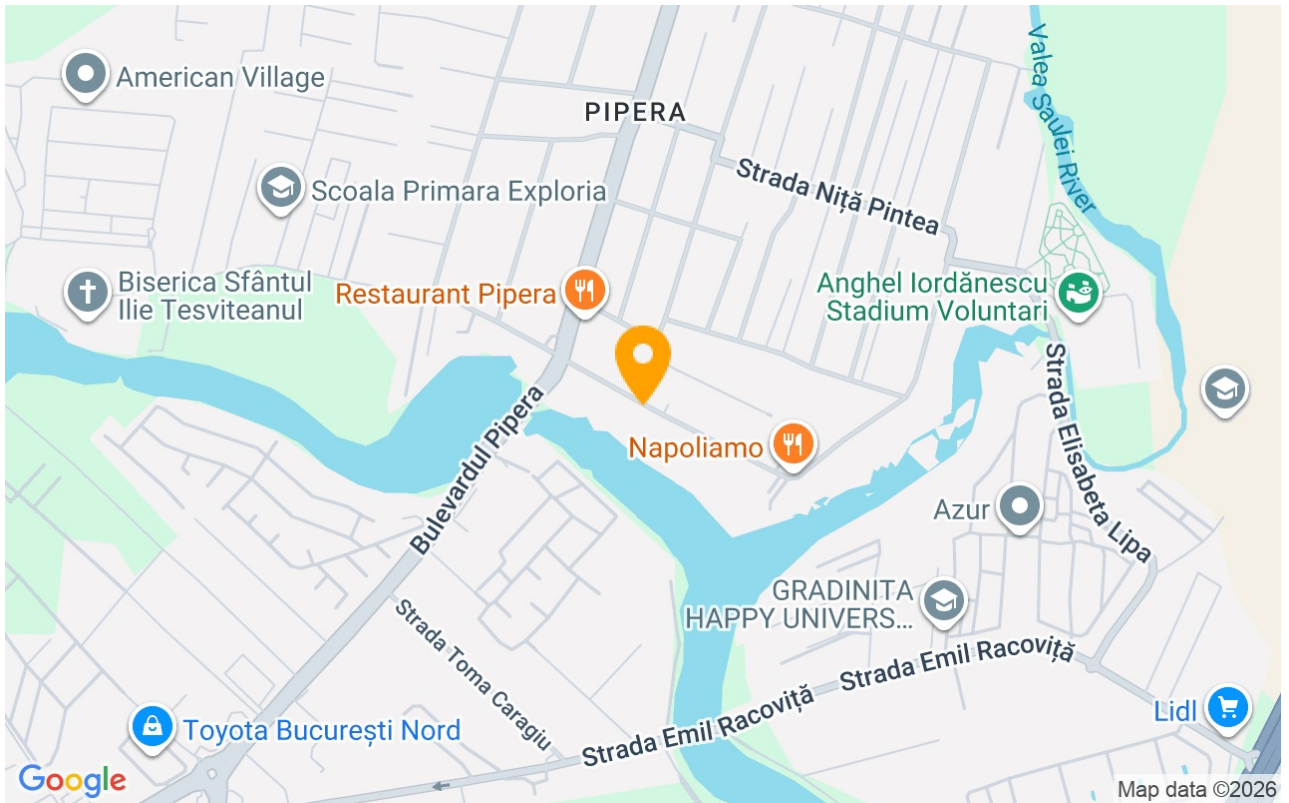 American Village
PIPERA
Valea Saulei River
Strada Niță Pintea
Scoala Primara Exploria
Biserica Sfântul
Ilie Tesviteanul
Restaurant Pipera
Anghel Iordănescu
Stadium Voluntari
Bulevardul Pipera
Napoliamo
Strada Elisabeta Lipa
Azur
GRADINITA
HAPPY UNIVERS...
Strada Toma Caragiu
Strada Emil Racoviță
Strada Emil Racoviță
Lidl
Toyota București Nord
Google
Map data ©2026